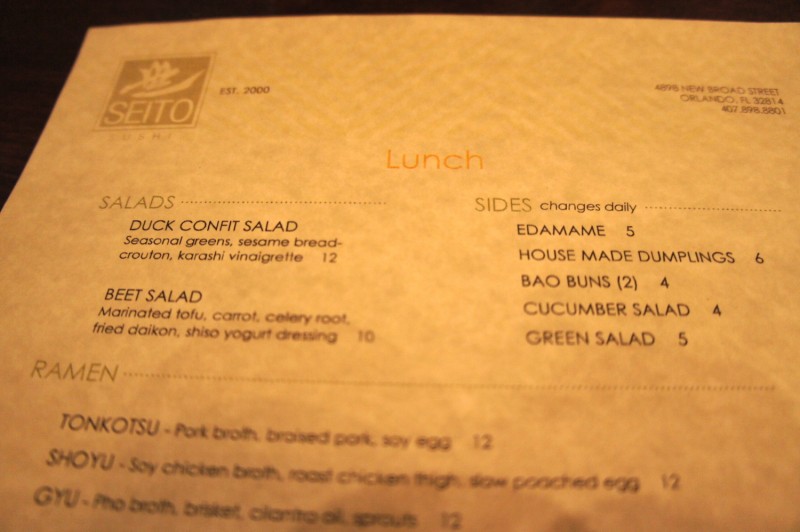 SEITO
SUSHI
EST. 2000
4898 NEW BROAD STREET
ORLANDO, FL 32814
407.898.8801
Lunch
SALADS
DUCK CONFIT SALAD
Seasonal greens, sesame bread-
crouton, karashi vinaigrette 12
BEET SALAD
Marinated tofu, carrot, celery root,
fried daikon, shiso yogurt dressing 10
SIDES changes daily
EDAMAME 5
HOUSE MADE DUMPLINGS 6
BAO BUNS (2) 4
CUCUMBER SALAD 4
GREEN SALAD 5
RAMEN
TONKOTSU - Pork broth, braised pork, soy egg 12
SHOYU - Soy chicken broth, roast chicken thigh, slow poached egg 12
GYU - Pho broth, brisket, cilantro oil, sprouts 12